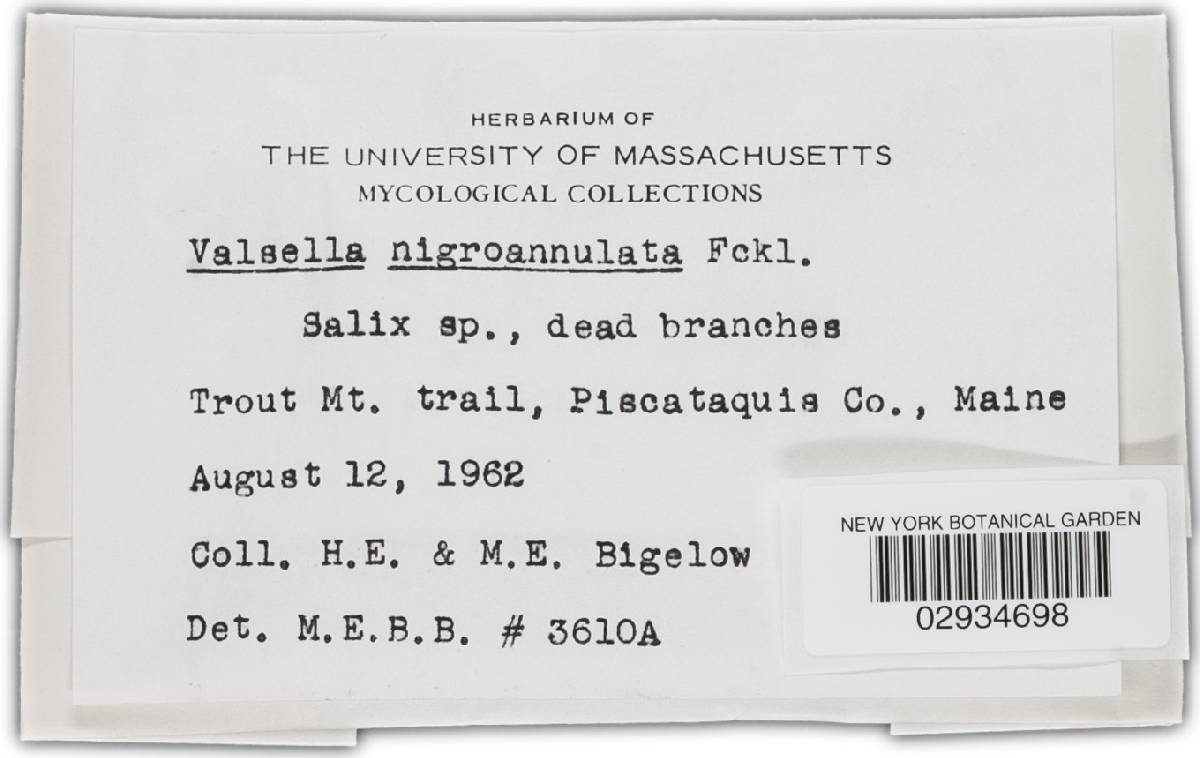 HERBARIUM OF
THE UNIVERSITY OF MASSACHUSETTS
MYCOLOGICAL COLLECTIONS
Valsella nigroannulata Fckl.
Salix sp., dead branches
Trout Mt. trail, Piscataquis Co., Maine
August 12, 1962
Coll. H.E. & M.E. Bigelow
Det. M.E.B.B. # 3610A
NEW YORK BOTANICAL GARDEN
02934698